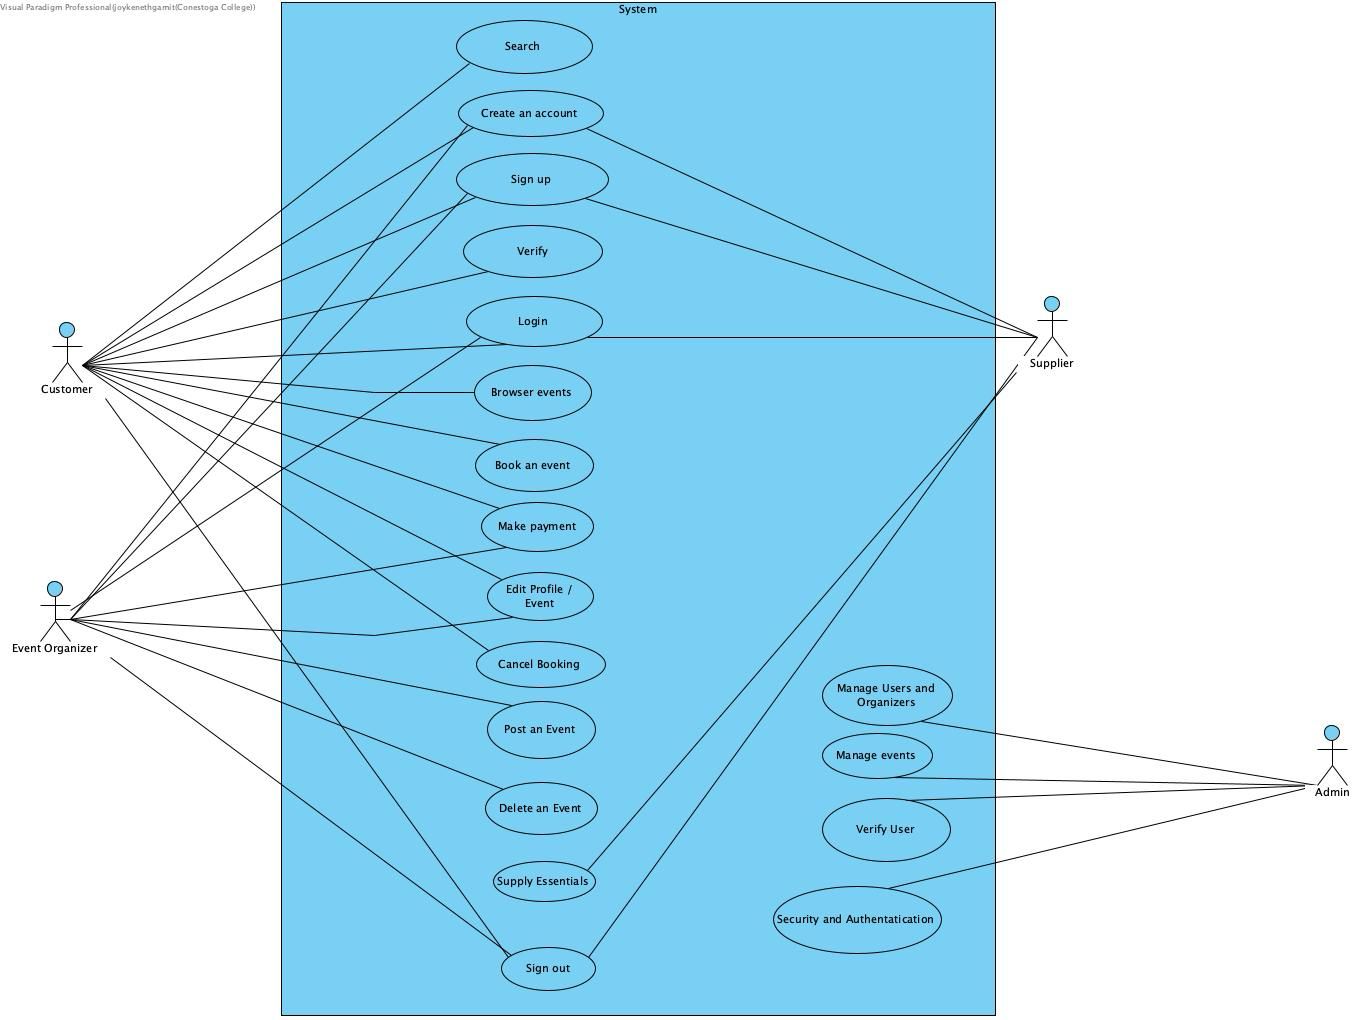 Visual Paradigm Professional(joykenethgamit(Conestoga College))
System
Search
Create an account
Sign up
Verify
Login
Customer
Supplier
Browser events
Book an event
Make payment
Edit Profile /
Event
Event Organizer
Cancel Booking
Manage Users and
Organizers
Post an Event
Manage events
Admin
Delete an Event
Verify User
Supply Essentials
Security and Authentatication
Sign out